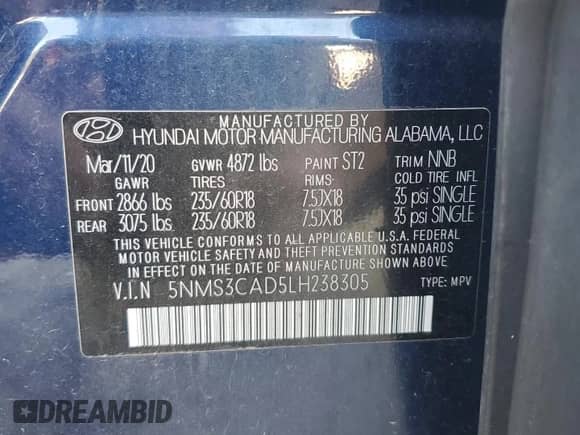 MANUFACTURED BY
HYUNDAI MOTOR MANUFACTURING ALABAMA, LLC
Mar/11/20 GVWR 4872 lbs PAINT ST2 TRIM NNB
GAWR TIRES RIMS COLD TIRE INFL
FRONT 2866 lbs 235/60R18 7.5JX18 35 psi SINGLE
REAR 3075 lbs 235/60R18 7.5JX18 35 psi SINGLE
THIS VEHICLE CONFORMS TO ALL APPLICABLE U.S.A. FEDERAL
MOTOR VEHICLE SAFETY AND THEFT PREVENTION STANDARDS
IN EFFECT ON THE DATE OF MANUFACTURE SHOWN ABOVE.
V.I.N 5NMS3CAD5LH238305 TYPE: MPV
DREAMBID